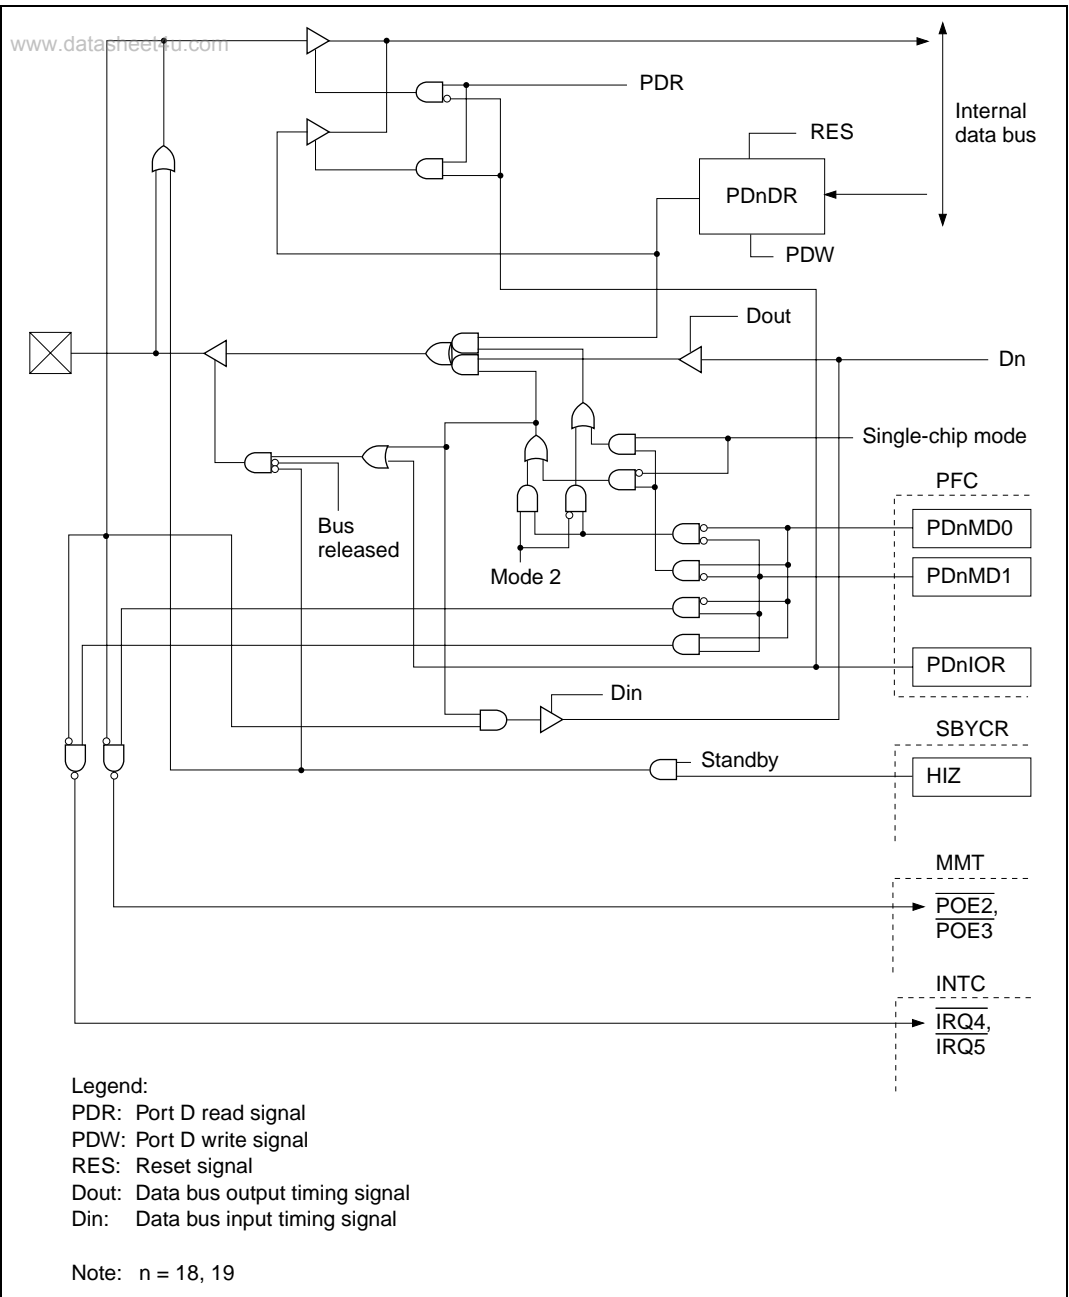 www.datasheet4u.com
PDR
Internal
data bus
RES
PDnDR
PDW
Dout
Dn
Single-chip mode
PFC
PDnMD0
Bus
released
Mode 2
PDnMD1
PDnIOR
Din
SBYCR
Standby
HIZ
MMT
POE2,
POE3
INTC
IRQ4,
IRQ5
Legend:
PDR: Port D read signal
PDW: Port D write signal
RES: Reset signal
Dout: Data bus output timing signal
Din: Data bus input timing signal
Note: n = 18, 19